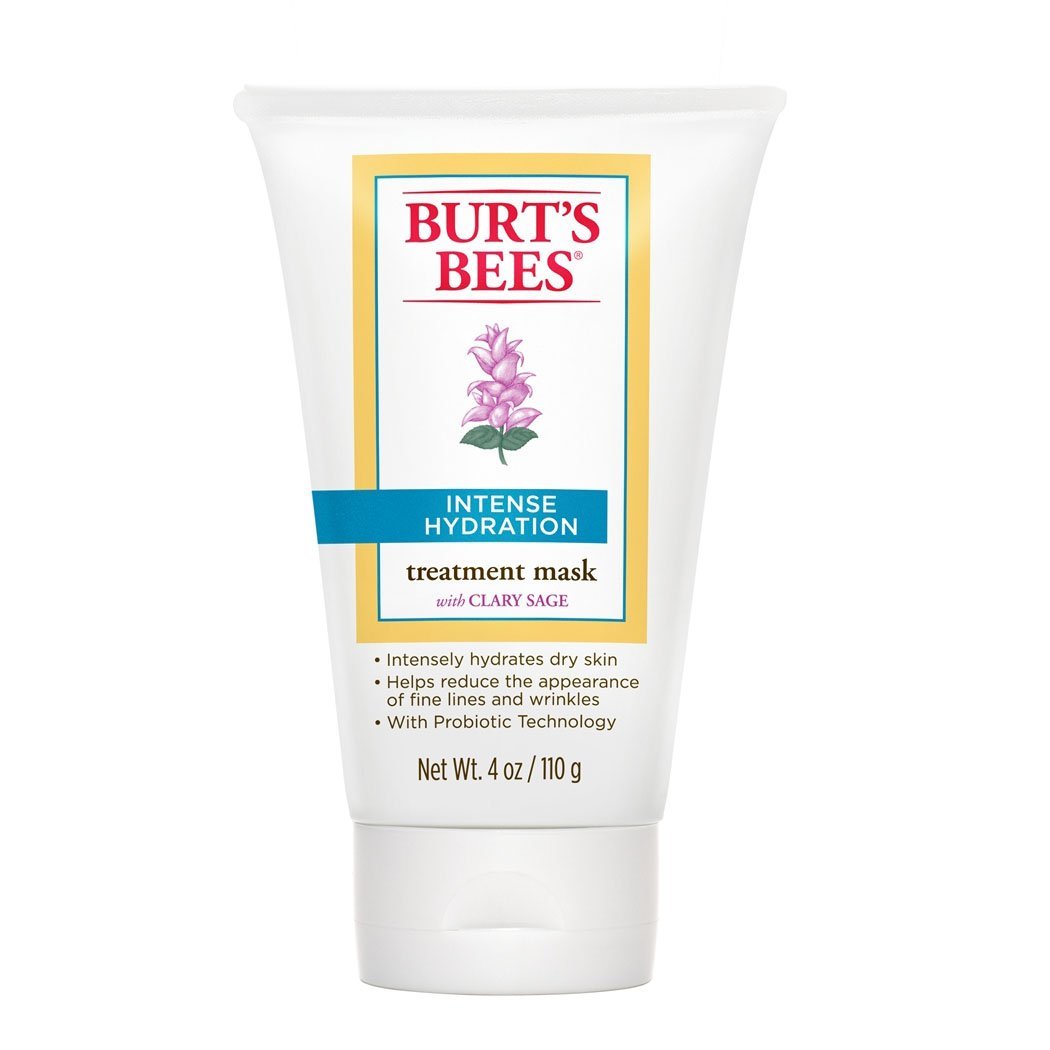 BURT'S
BEES®
INTENSE
HYDRATION
treatment mask
with CLARY SAGE
• Intensely hydrates dry skin
• Helps reduce the appearance
of fine lines and wrinkles
• With Probiotic Technology
Net Wt. 4 oz / 110 g